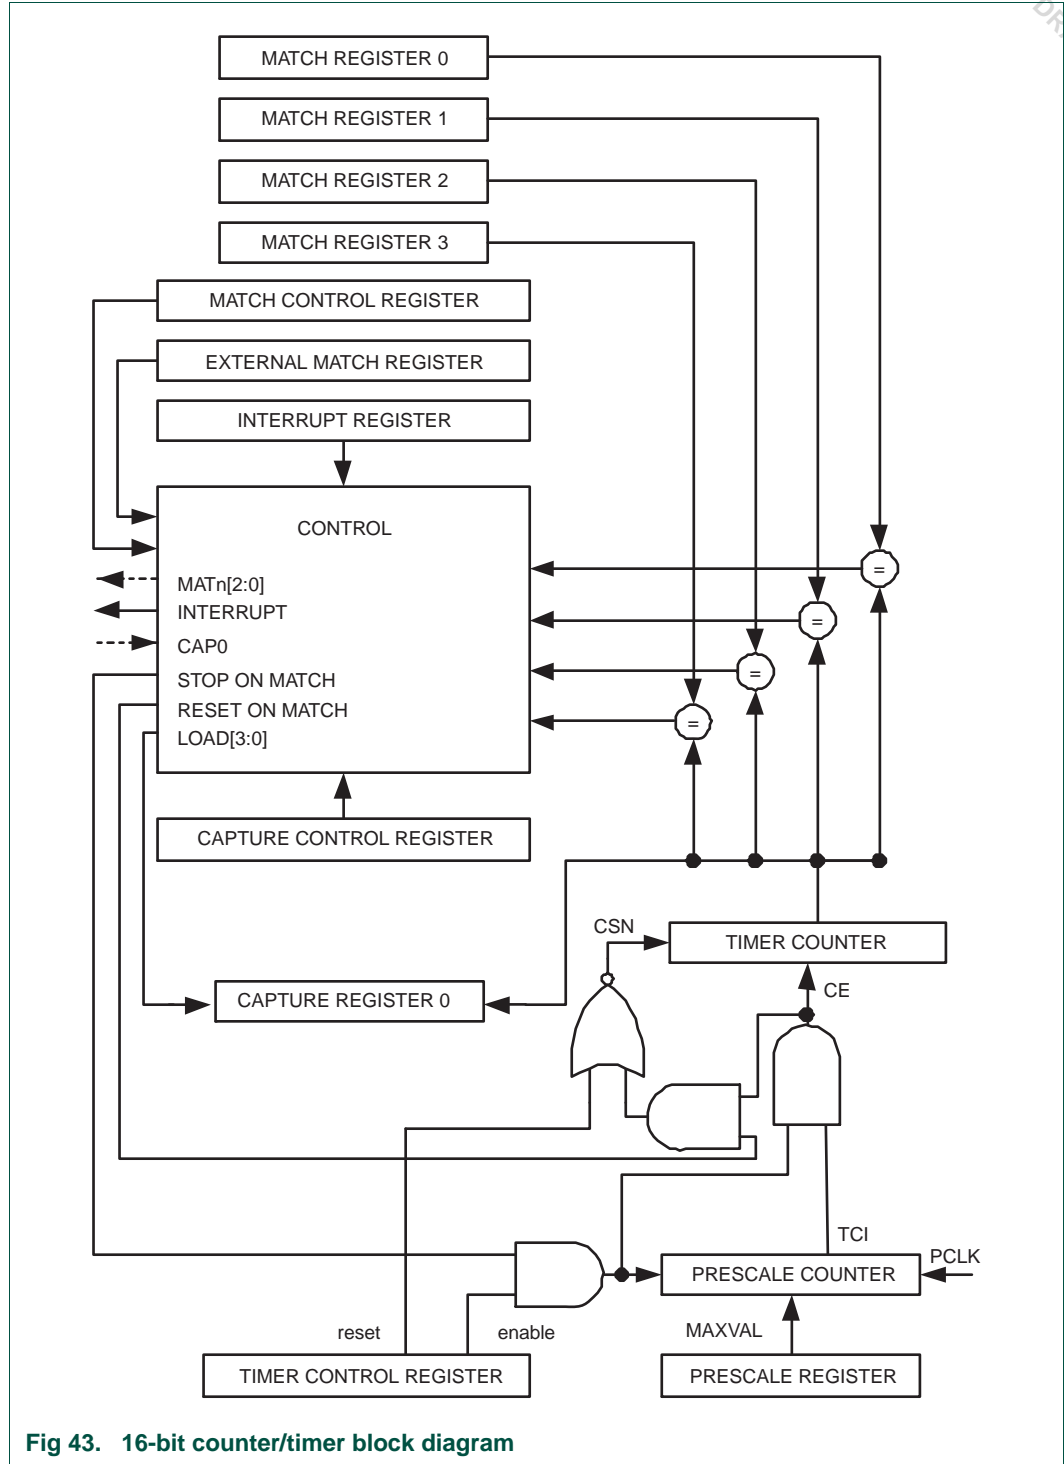 MATCH REGISTER 0
MATCH REGISTER 1
MATCH REGISTER 2
MATCH REGISTER 3
MATCH CONTROL REGISTER
EXTERNAL MATCH REGISTER
INTERRUPT REGISTER
CONTROL
=
MATn[2:0]
INTERRUPT
=
CAP0
STOP ON MATCH
=
RESET ON MATCH
=
LOAD[3:0]
CAPTURE CONTROL REGISTER
CSN
TIMER COUNTER
CE
CAPTURE REGISTER 0
TCI
PCLK
PRESCALE COUNTER
reset
enable
MAXVAL
TIMER CONTROL REGISTER
PRESCALE REGISTER
Fig 43. 16-bit counter/timer block diagram